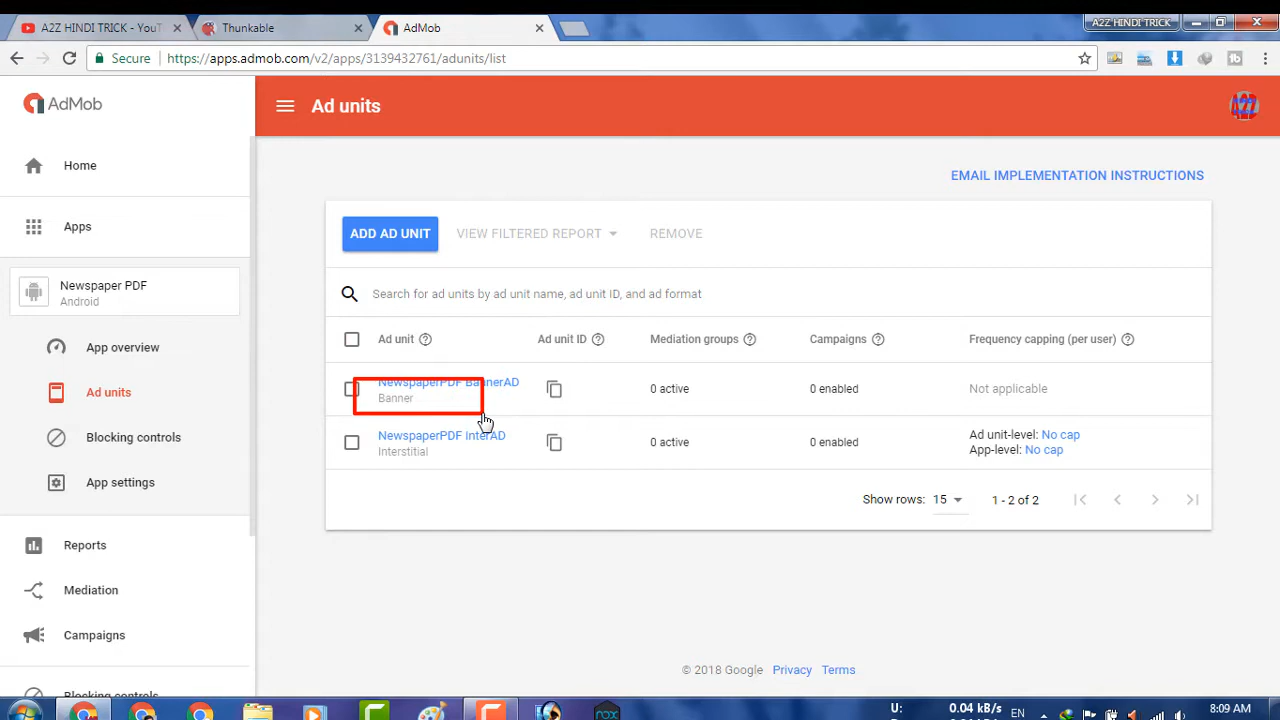 A2Z HINDI TRICK - YouT
Thunkable
AdMob
A2Z HINDI TRICK
Secure
https://apps.admob.com/v2/apps/3139432761/adunits/list
AdMob
Ad units
Home
EMAIL IMPLEMENTATION INSTRUCTIONS
Apps
ADD AD UNIT
VIEW FILTERED REPORT
REMOVE
Newspaper PDF
Android
Search for ad units by ad unit name, ad unit ID, and ad format
App overview
Ad unit
Ad unit ID
Mediation groups
Campaigns
Frequency capping (per user)
Ad units
NewspaperPDF BannerAD
Banner
0 active
0 enabled
Not applicable
Blocking controls
NewspaperPDF InterAD
Interstitial
0 active
0 enabled
Ad unit-level: No cap
App-level: No cap
App settings
Show rows: 15
1 - 2 of 2
Reports
Mediation
Campaigns
© 2018 Google Privacy Terms
Blocking controls
nox
U: 0.04 kB/s
EN
8:09 AM